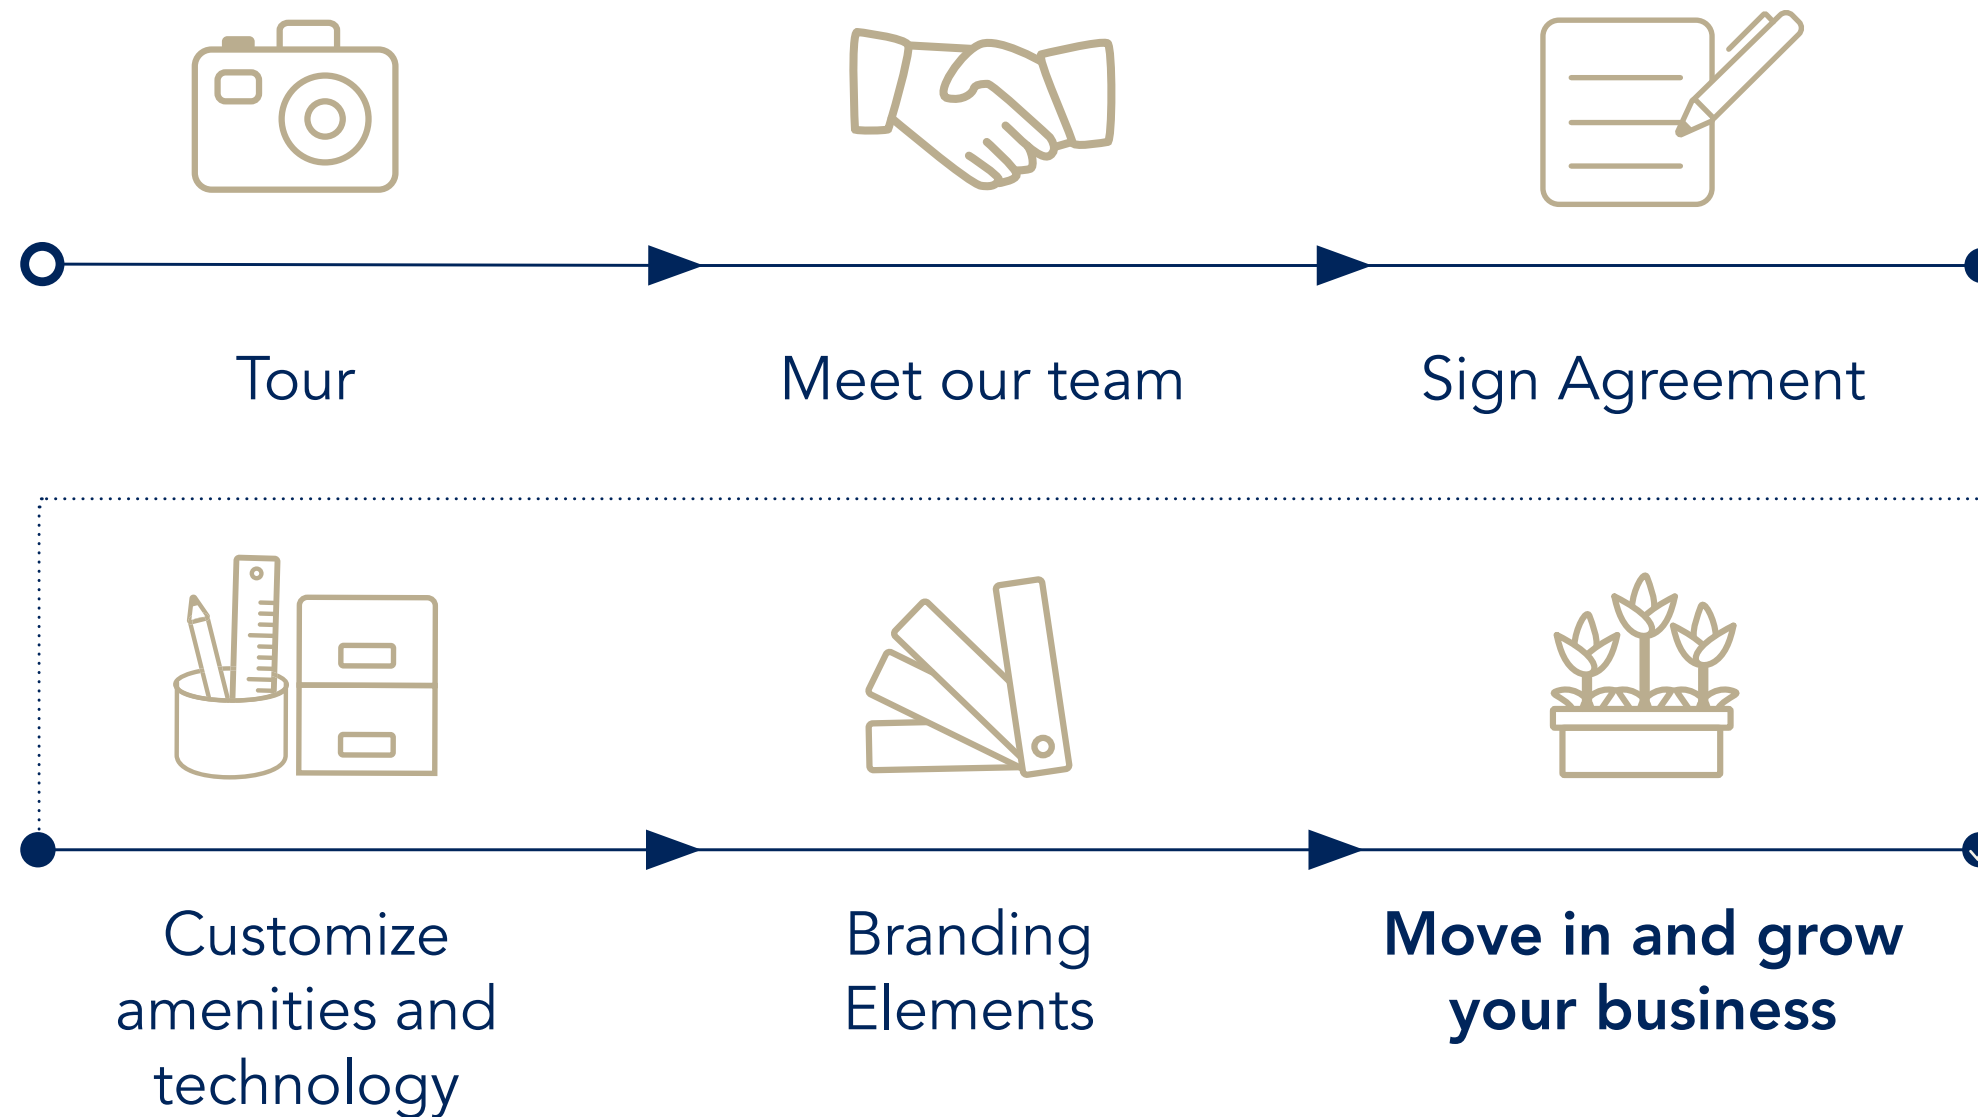 Tour
Meet our team
Sign Agreement
Customize
amenities and
technology
Branding
Elements
Move in and grow
your business